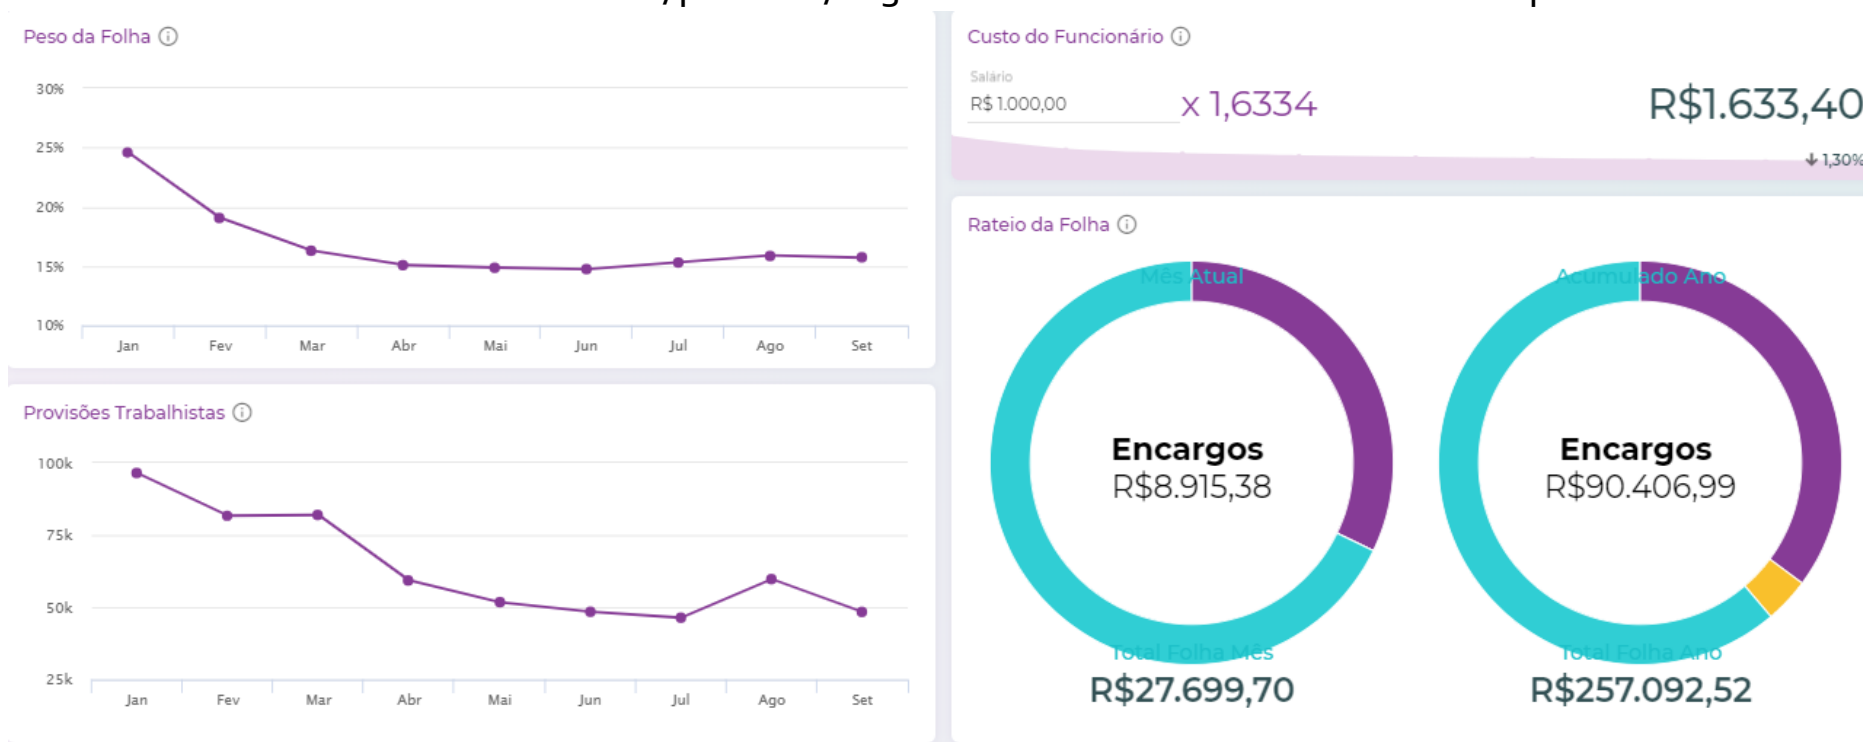 Peso da Folha
30%
25%
20%
15%
10%
Jan Fev Mar Abr Mai Jun Jul Ago Set
Provisões Trabalhistas
100k
75k
50k
25k
Jan Fev Mar Abr Mai Jun Jul Ago Set
Custo do Funcionário
Salário
R$ 1.000,00
x 1,6334
R$1.633,40
1,30%
Rateio da Folha
Mês Atual
Encargos
R$8.915,38
Total Folha Mês
R$27.699,70
Acumulado Ano
Encargos
R$90.406,99
Total Folha Ano
R$257.092,52